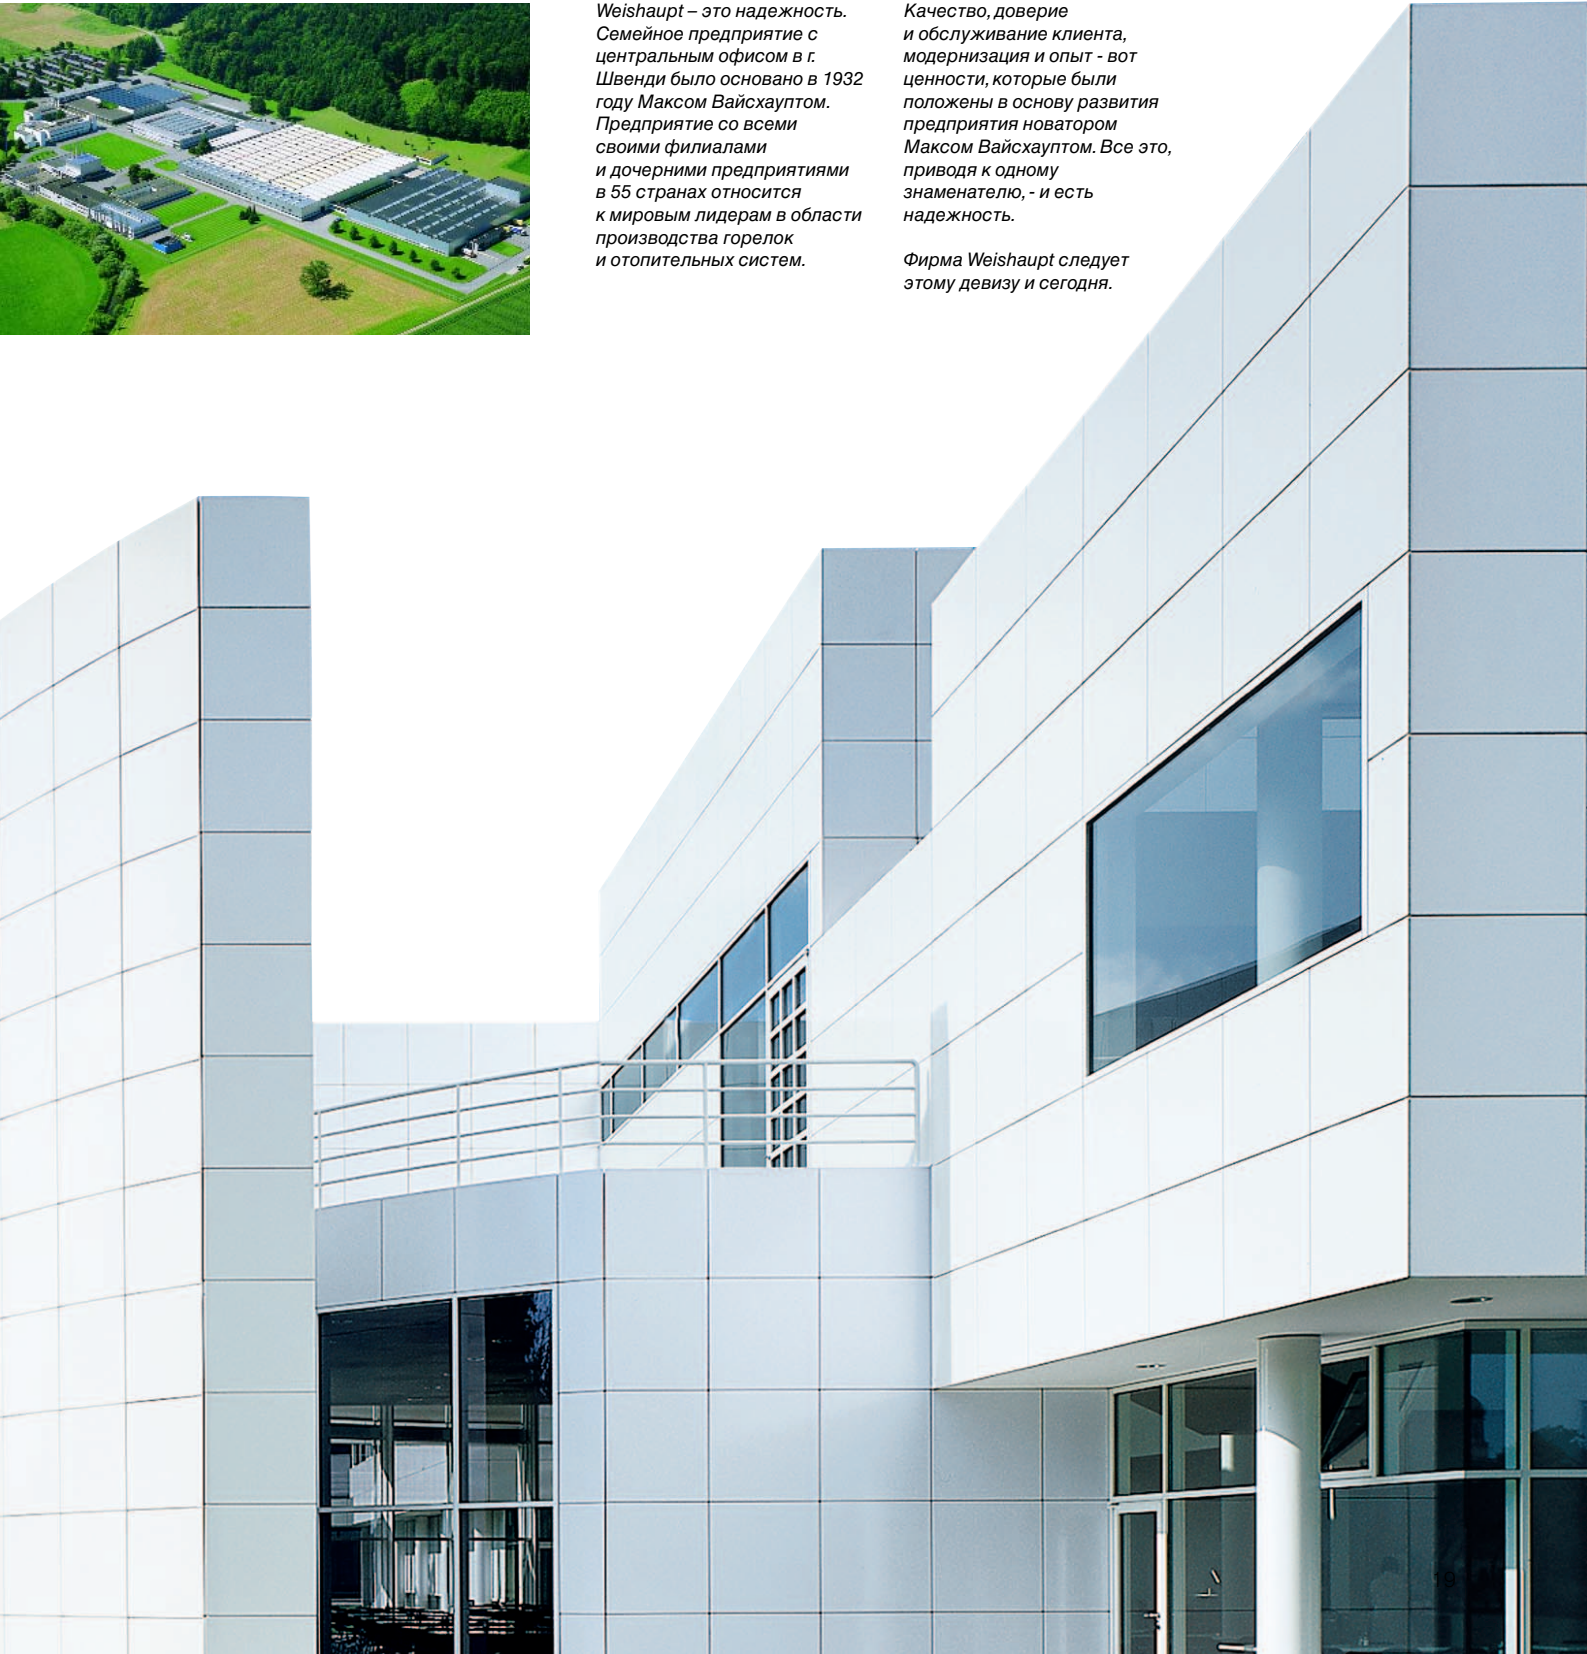 Weishaupt – это надежность.
Семейное предприятие с
центральным офисом в г.
Швенди было основано в 1932
году Максом Вайсхауптом.
Предприятие со всеми
своими филиалами
и дочерними предприятиями
в 55 странах относится
к мировым лидерам в области
производства горелок
и отопительных систем.
Качество, доверие
и обслуживание клиента,
модернизация и опыт - вот
ценности, которые были
положены в основу развития
предприятия новатором
Максом Вайсхауптом. Все это,
приводя к одному
знаменателю, - и есть
надежность.
Фирма Weishaupt следует
этому девизу и сегодня.
19